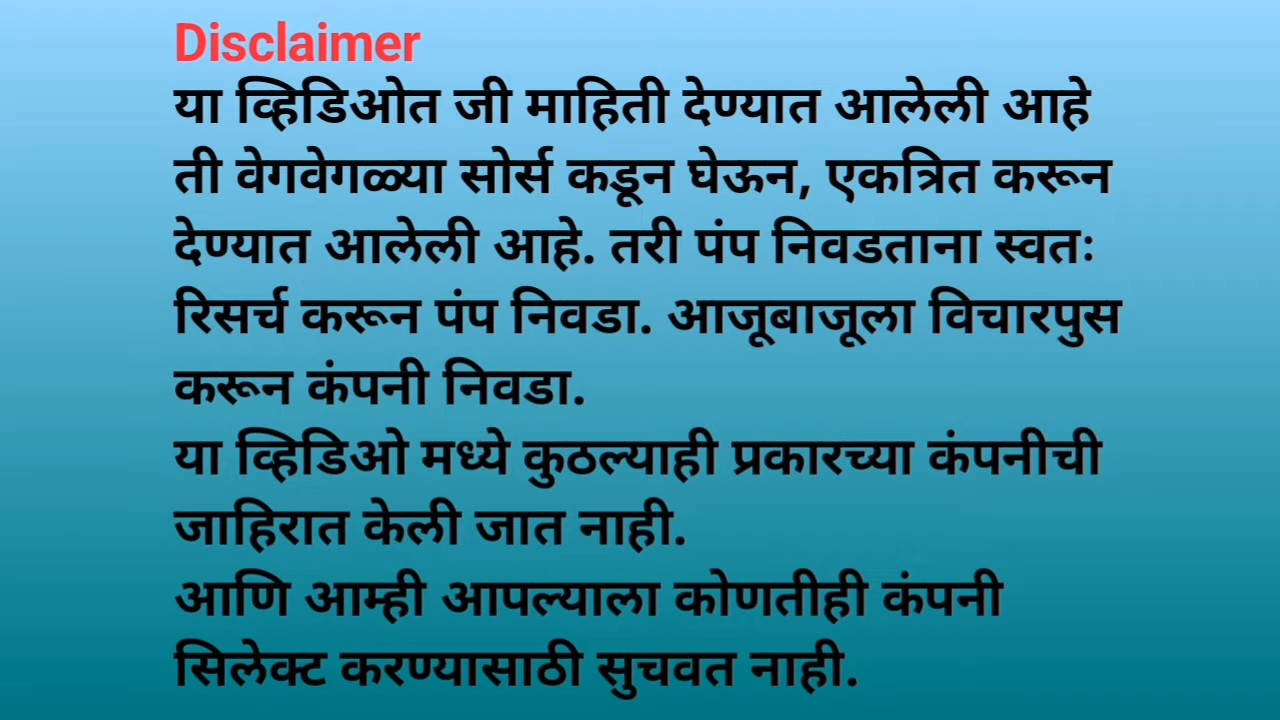 Disclaimer
या व्हिडिओत जी माहिती देण्यात आलेली आहे
ती वेगवेगळ्या सोर्स कडून घेऊन, एकत्रित करून
देण्यात आलेली आहे. तरी पंप निवडताना स्वतः
रिसर्च करून पंप निवडा. आजूबाजूला विचारपुस
करून कंपनी निवडा.
या व्हिडिओ मध्ये कुठल्याही प्रकारच्या कंपनीची
जाहिरात केली जात नाही.
आणि आम्ही आपल्याला कोणतीही कंपनी
सिलेक्ट करण्यासाठी सुचवत नाही.